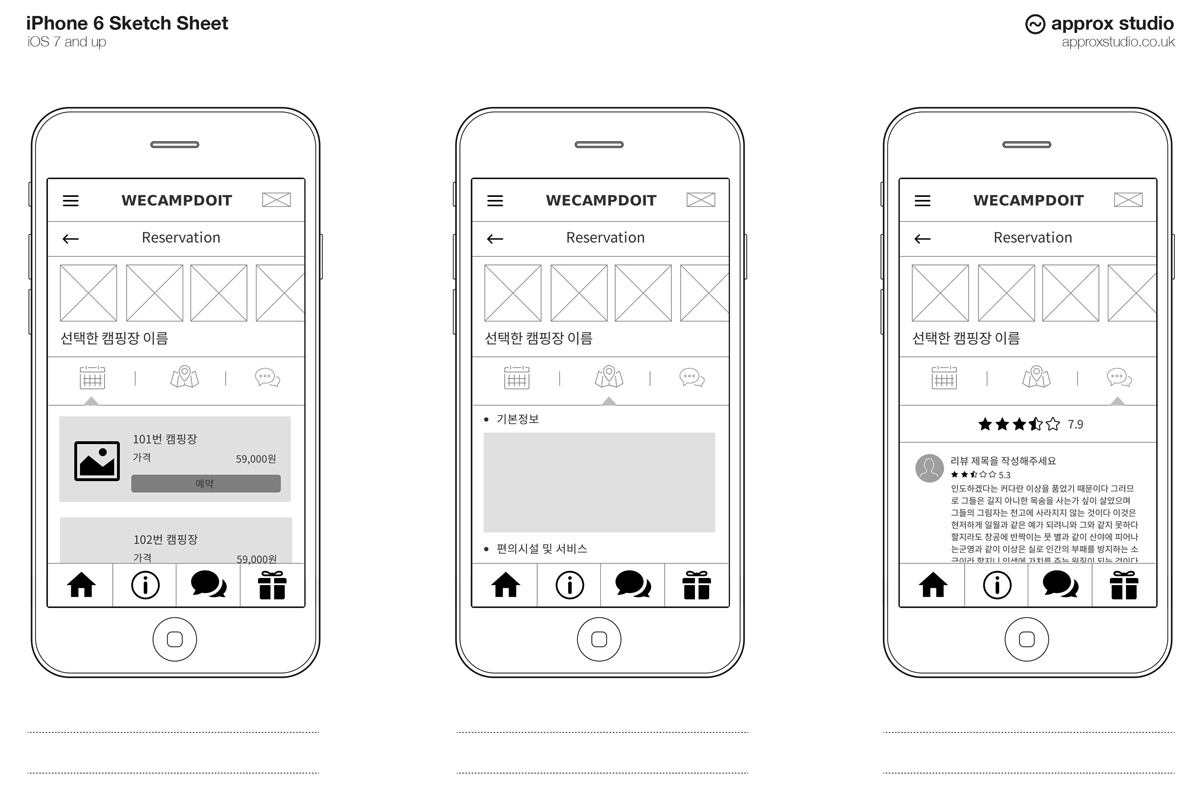 iPhone 6 Sketch Sheet
iOS 7 and up
approx studio
approxstudio.co.uk
WECAMPDOIT
Reservation
선택한 캠핑장 이름
101번 캠핑장
가격
59,000원
예약
102번 캠핑장
가격
59,000원
WECAMPDOIT
Reservation
선택한 캠핑장 이름
기본정보
편의시설 및 서비스
WECAMPDOIT
Reservation
선택한 캠핑장 이름
7.9
리뷰 제목을 작성해주세요
5.3
인도하겠다는 커다란 이상을 품었기 때문이다 그러므
로 그들은 길지 아니한 목숨을 사는가 싶이 살았으며
그들의 그림자는 천고에 사라지지 않는 것이다 이것은
현저하게 일월과 같은 예가 되려니와 그와 같지 못하다
할지라도 창공에 반짝이는 뭇 별과 같이 산야에 피어나
는군영과 같이 이상은 실로 인간의 부패를 방지하는 소
금이라 할지니 인생에 가치를 주는 원질이 되는 것이다